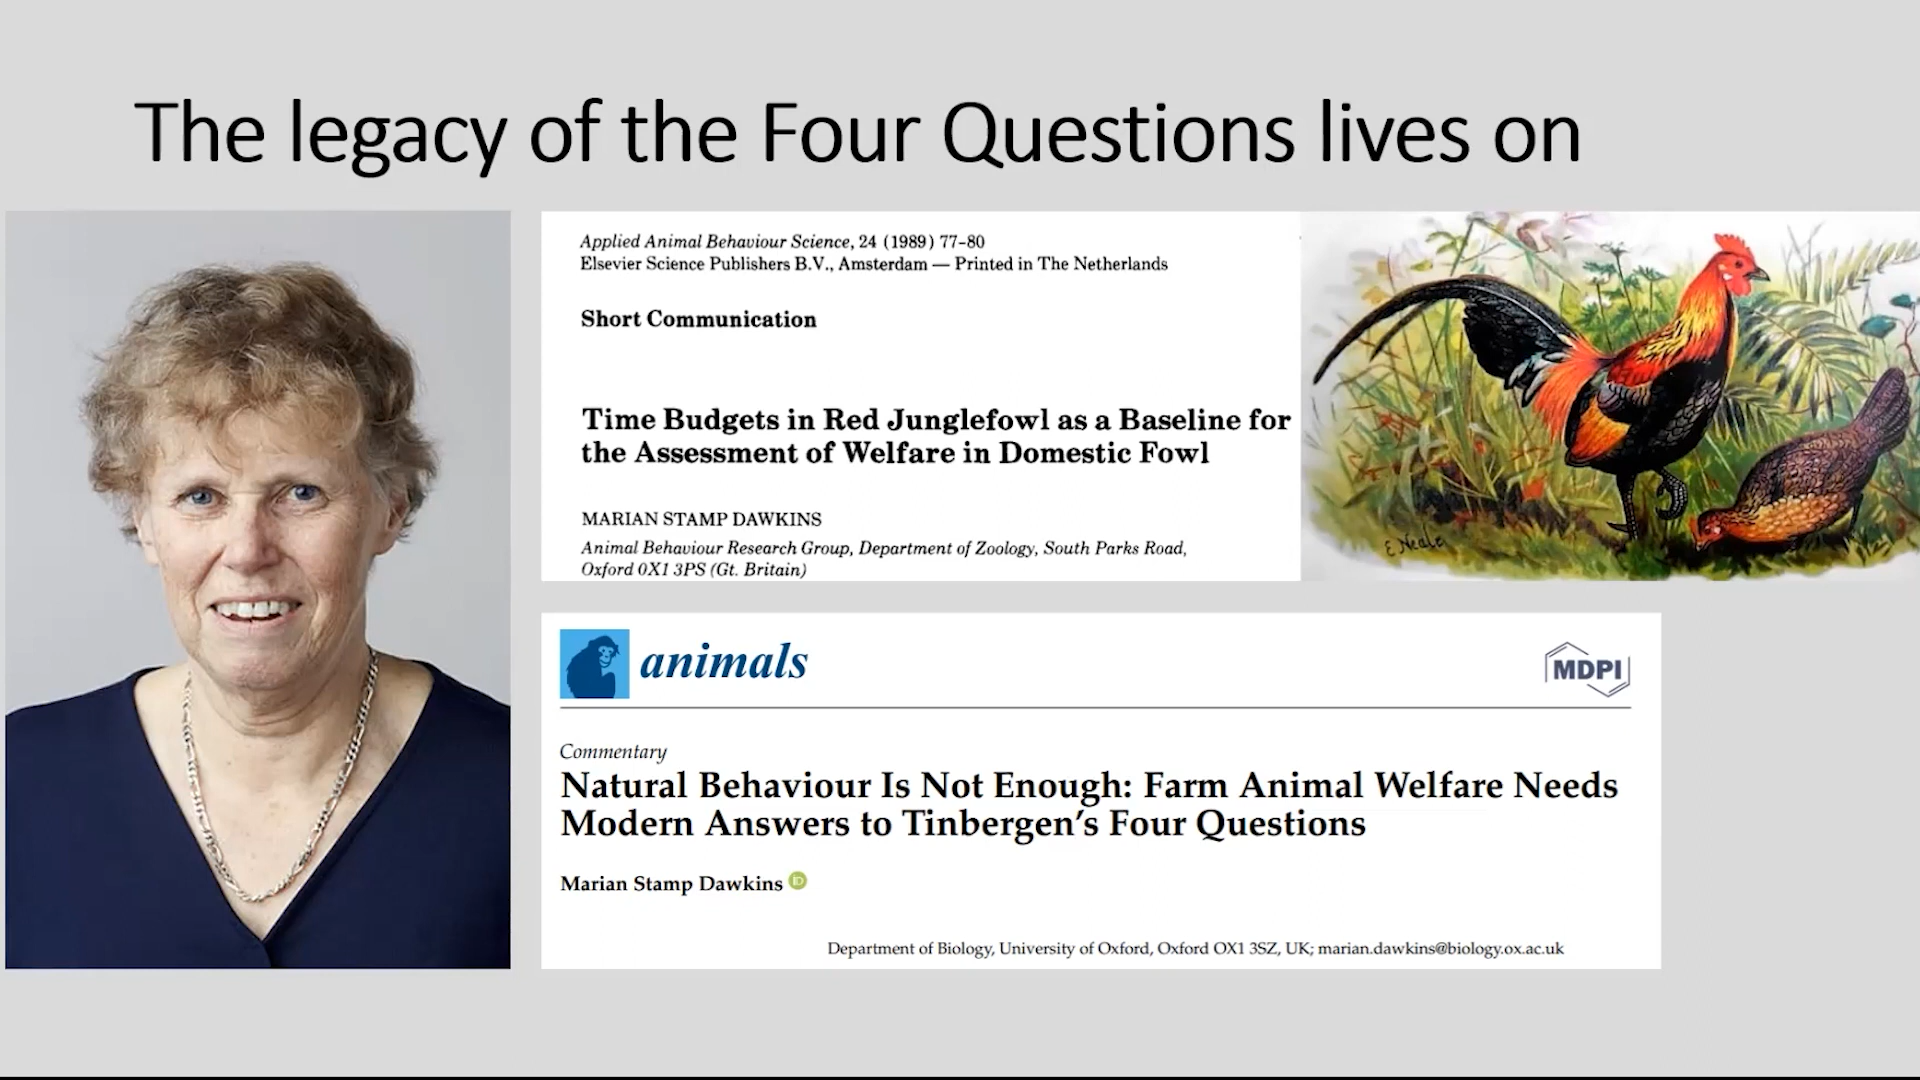 The legacy of the Four Questions lives on
Applied Animal Behaviour Science, 24 (1989) 77-80
Elsevier Science Publishers B.V., Amsterdam — Printed in The Netherlands
Short Communication
Time Budgets in Red Junglefowl as a Baseline for
the Assessment of Welfare in Domestic Fowl
MARIAN STAMP DAWKINS
Animal Behaviour Research Group, Department of Zoology, South Parks Road,
Oxford 0X1 3PS (Gt. Britain)
E Neale
animals
MDPI
Commentary
Natural Behaviour Is Not Enough: Farm Animal Welfare Needs
Modern Answers to Tinbergen’s Four Questions
Marian Stamp Dawkins iD
Department of Biology, University of Oxford, Oxford OX1 3SZ, UK; marian.dawkins@biology.ox.ac.uk